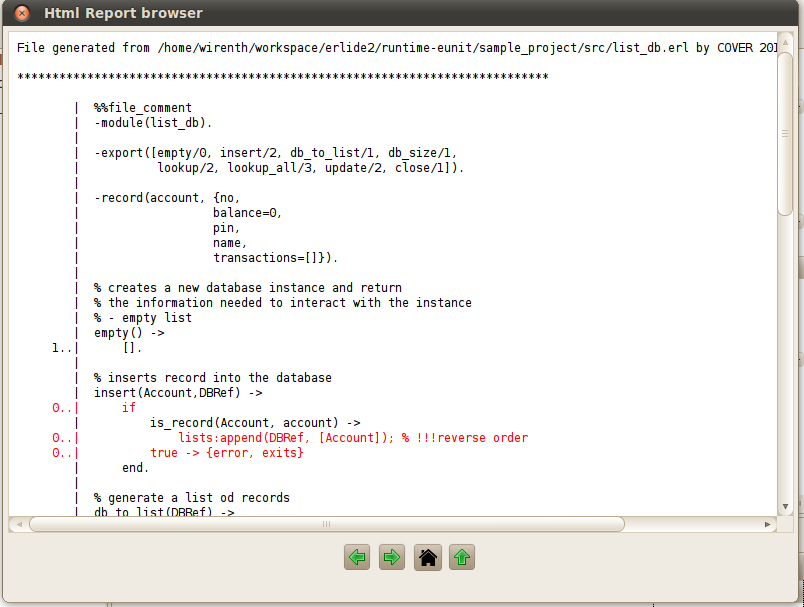 Html Report browser
File generated from /home/wirenth/workspace/erlide2/runtime-eunit/sample_project/src/list_db.erl by COVER 201
****************************************************************************
        |  %%file_comment
        |  -module(list_db).
        |
        |  -export([empty/0, insert/2, db_to_list/1, db_size/1,
        |           lookup/2, lookup_all/3, update/2, close/1]).
        |
        |  -record(account, {no,
        |                   balance=0,
        |                   pin,
        |                   name,
        |                   transactions=[]}).
        |
        |  % creates a new database instance and return
        |  % the information needed to interact with the instance
        |  % - empty list
        |  empty() ->
     1..|      [].
        |
        |  % inserts record into the database
        |  insert(Account,DBRef) ->
     0..|      if
        |          is_record(Account, account) ->
     0..|              lists:append(DBRef, [Account]); % !!!reverse order
     0..|          true -> {error, exits}
        |      end.
        |
        |  % generate a list od records
        |  db_to_list(DBRef) ->